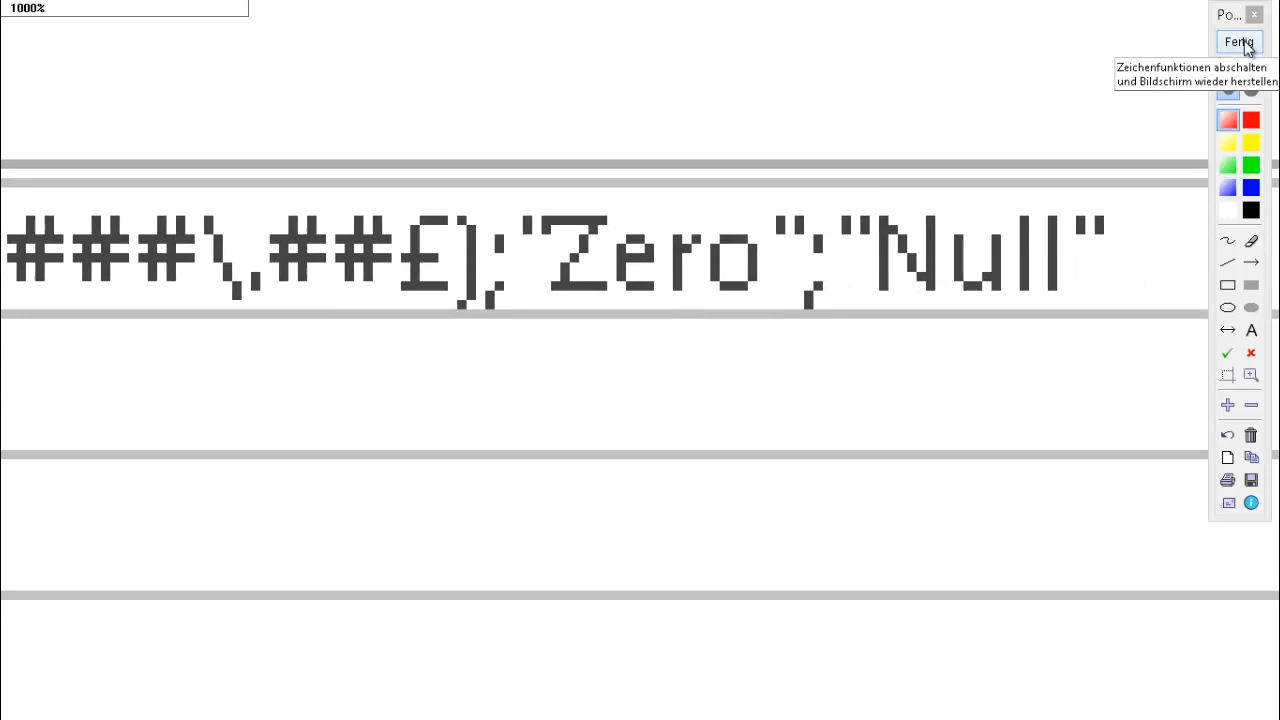 1000%
Po...
Fertig
Zeichenfunktionen abschalten
und Bildschirm wieder herstellen
###\,##£);"Zero";"Null"
A